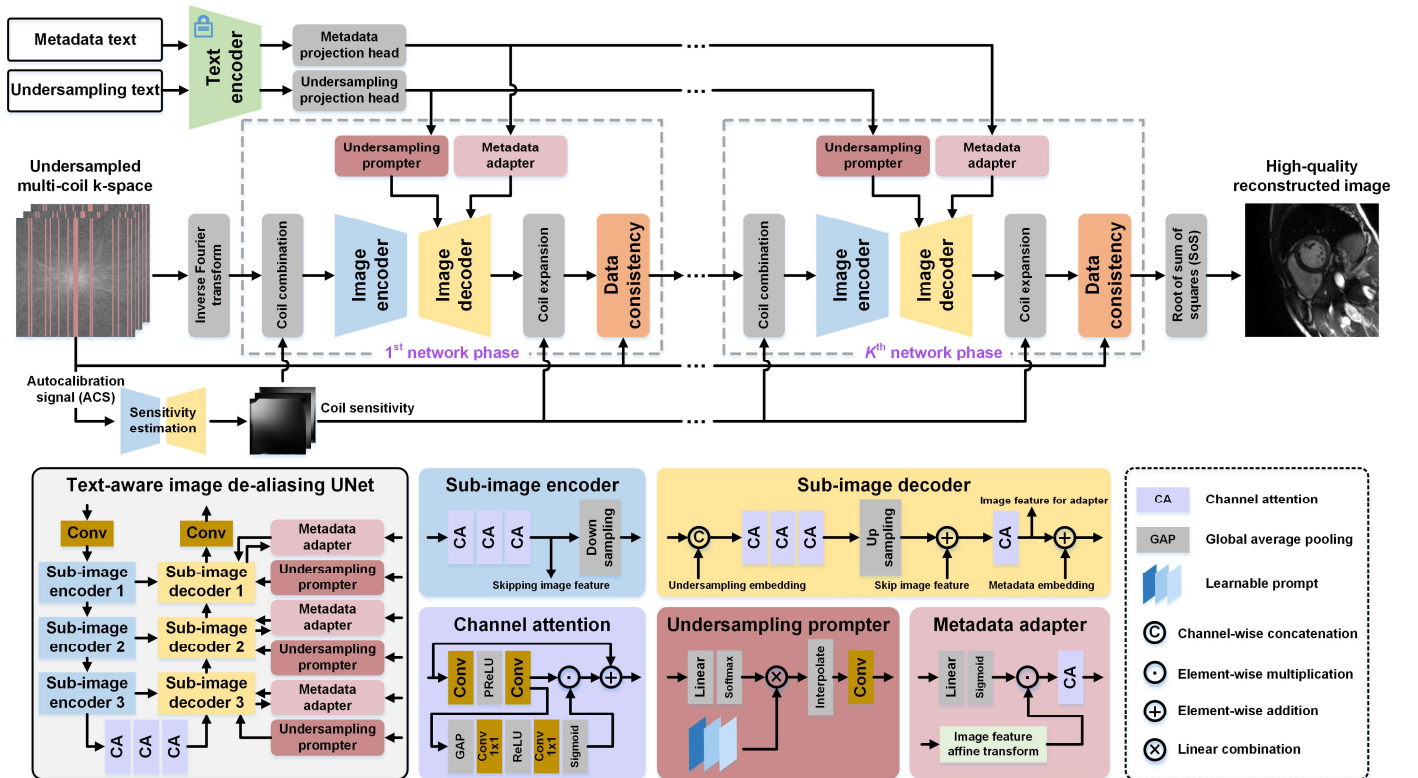 Metadata text
Undersampling text
Text
encoder
Metadata
projection head
Undersampling
projection head
...
...
Undersampling
prompter
Metadata
adapter
Undersampling
prompter
Metadata
adapter
Undersampled
multi-coil k-space
High-quality
reconstructed image
Inverse Fourier
transform
Coil combination
Image
encoder
Image
decoder
Coil expansion
Data
consistency
...
Coil combination
Image
encoder
Image
decoder
Coil expansion
Data
consistency
Root of sum of
squares (SoS)
1st network phase
Kth network phase
...
Autocalibration
signal (ACS)
Sensitivity
estimation
Coil sensitivity
...
Text-aware image de-aliasing UNet
Conv
Conv
Metadata
adapter
Sub-image
encoder 1
Sub-image
decoder 1
Undersampling
prompter
Metadata
adapter
Sub-image
encoder 2
Sub-image
decoder 2
Undersampling
prompter
Sub-image
encoder 3
Sub-image
decoder 3
Metadata
adapter
Undersampling
prompter
CA
CA
CA
Sub-image encoder
CA
CA
CA
Down
sampling
Skipping image feature
Sub-image decoder
Image feature for adapter
C
CA
CA
CA
Up
sampling
CA
Undersampling embedding
Skip image feature
Metadata embedding
Channel attention
Conv
PReLU
Conv
GAP
Conv
1x1
ReLU
Conv
1x1
Sigmoid
Undersampling prompter
Linear
Softmax
Interpolate
Conv
Metadata adapter
Linear
Sigmoid
CA
Image feature
affine transform
CA
Channel attention
GAP
Global average pooling
Learnable prompt
C
Channel-wise concatenation
Element-wise multiplication
Element-wise addition
Linear combination